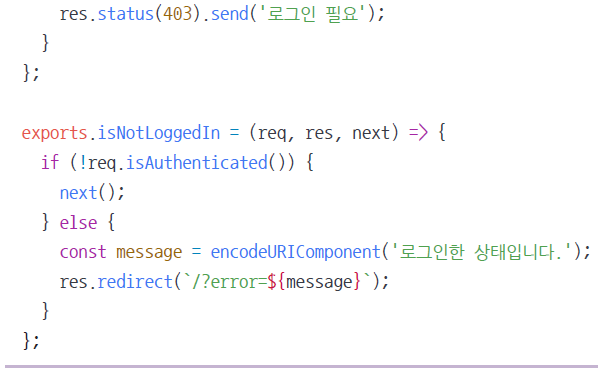 res.status(403).send('로그인 필요');
}
};
exports.isNotLoggedIn = (req, res, next) => {
if (!req.isAuthenticated()) {
next();
} else {
const message = encodeURIComponent('로그인한 상태입니다.');
res.redirect(`/?error=${message}`);
}
};